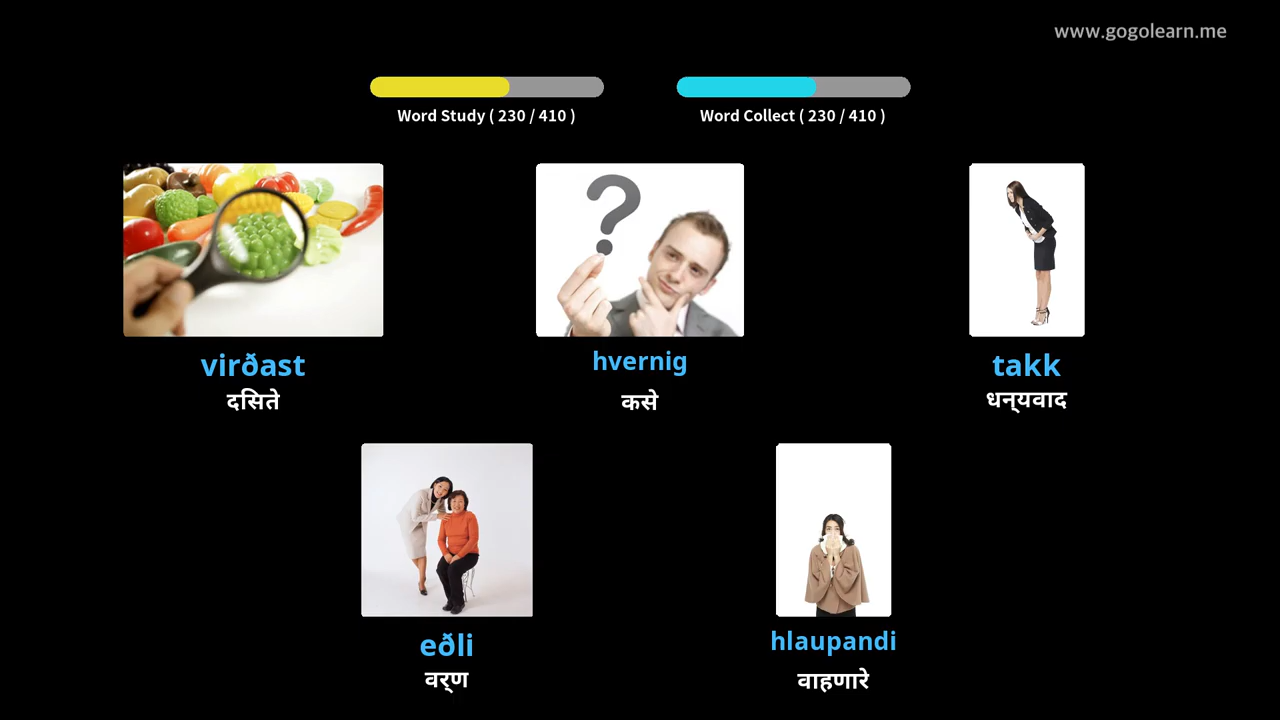 www.gogolearn.me
Word Study ( 230 / 410 )
Word Collect ( 230 / 410 )
virðast
दसिते
hvernig
कसे
takk
धन्‌यवाद
eðli
वर्‌ण
hlaupandi
वाहणारे